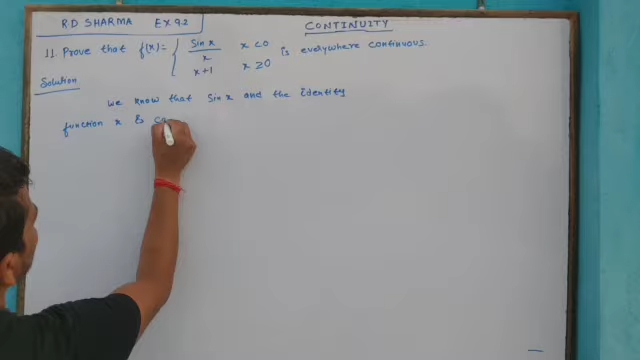 RD SHARMA EX 9.2
CONTINUITY
11. Prove that f(x) = { sin x / x x < 0
x+1 x ≥ 0 is everywhere continuous.
Solution
we know that sin x and the Identity
function x is co